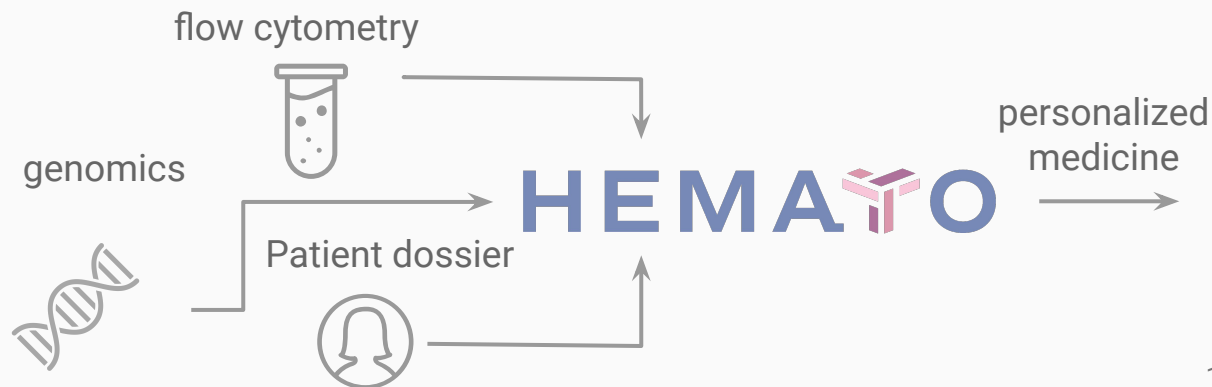 flow cytometry
genomics
Patient dossier
HEMATO
personalized
medicine